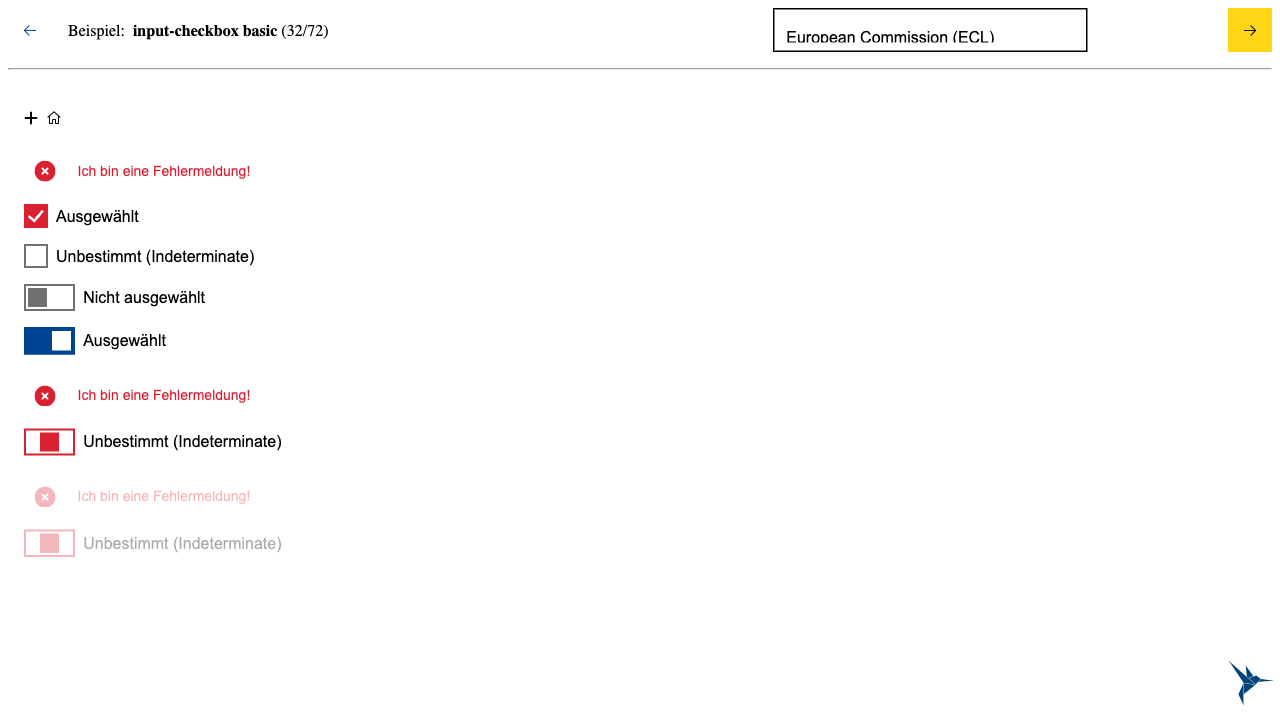 Beispiel: input-checkbox basic (32/72)
European Commission (ECL)
Ich bin eine Fehlermeldung!
Ausgewählt
Unbestimmt (Indeterminate)
Nicht ausgewählt
Ausgewählt
Ich bin eine Fehlermeldung!
Unbestimmt (Indeterminate)
Ich bin eine Fehlermeldung!
Unbestimmt (Indeterminate)